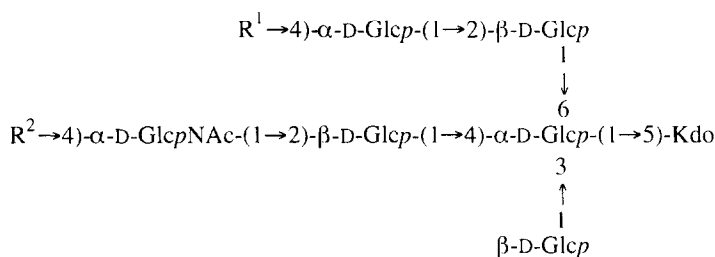 R¹→4)-α-D-Glcp-(1→2)-β-D-Glcp
1
↓
6
R²→4)-α-D-GlcpNAc-(1→2)-β-D-Glcp-(1→4)-α-D-Glcp-(1→5)-Kdo
3
↑
1
β-D-Glcp